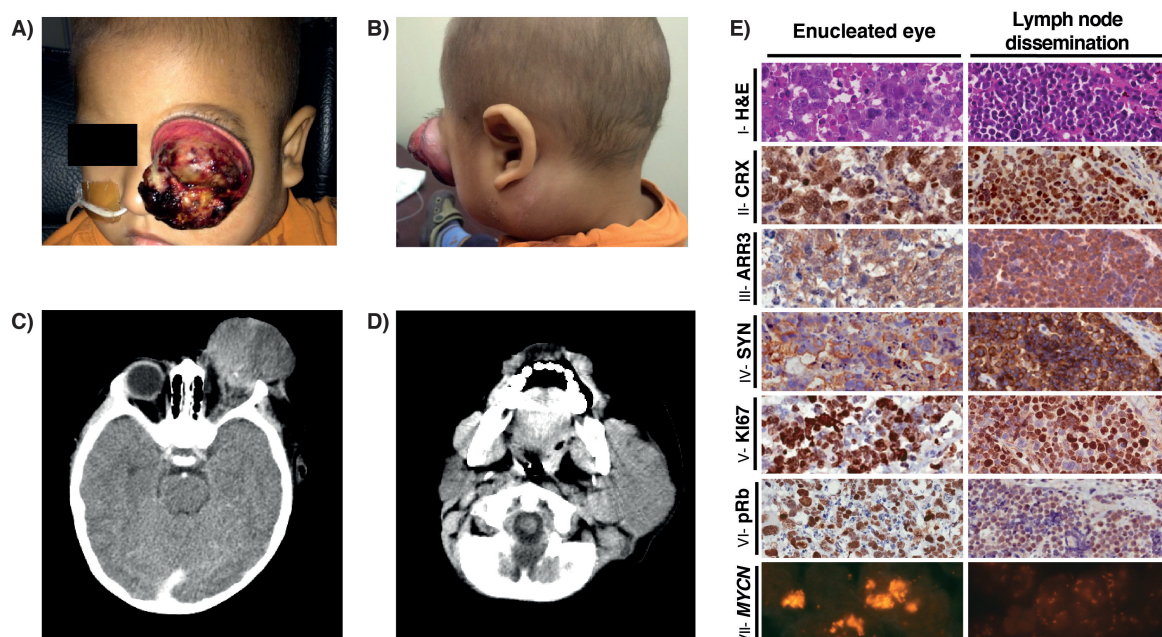 A)
B)
C)
D)
E)
Enucleated eye
Lymph node
dissemination
I- H&E
II- CRX
III- ARR3
IV- SYN
V- KI67
VI- pRb
VII- MYCN